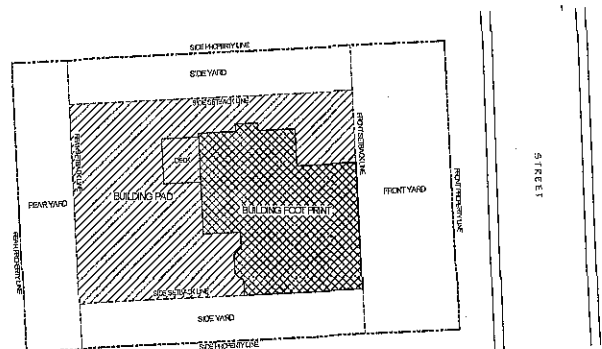 1
SIDE PROPERTY LINE
SIDE YARD
SIDE SETBACK LINE
REAR SETBACK LINE
FRONT SETBACK LINE
DECK
BUILDING PAD
REAR YARD
BUILDING FOOT PRINT
FRONT YARD
FRONT PROPERTY LINE
STREET
REAR PROPERTY LINE
SIDE SETBACK LINE
SIDE YARD
SIDE PROPERTY LINE